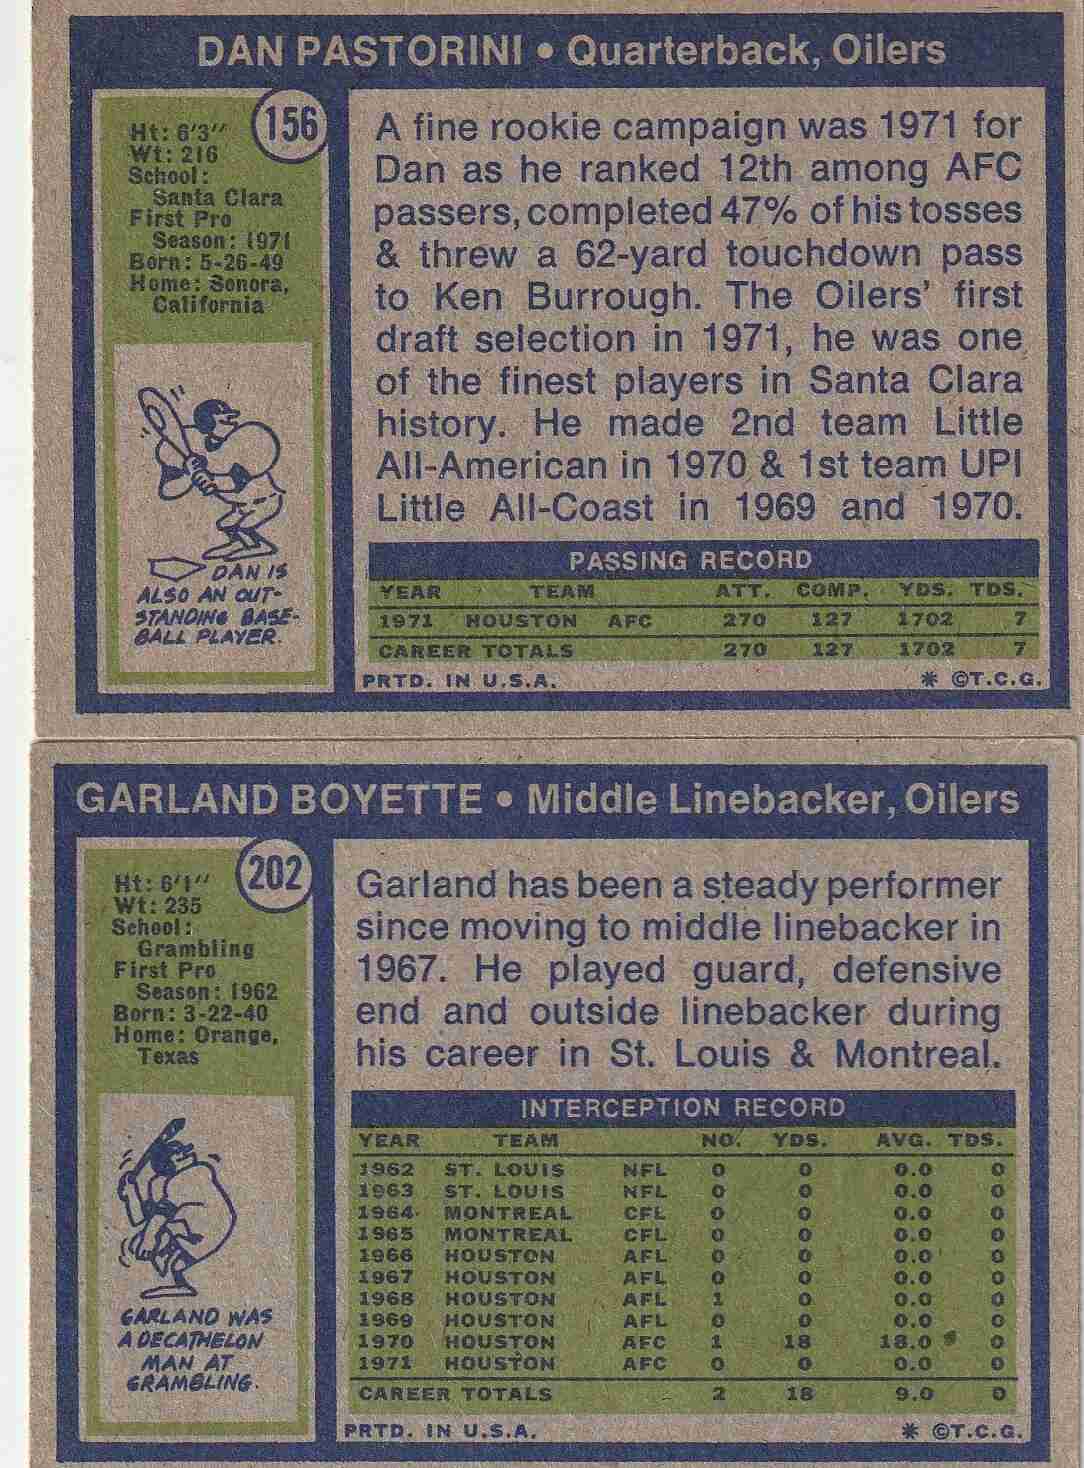 DAN PASTORINI • Quarterback, Oilers
156
Ht: 6'3"
Wt: 216
School:
Santa Clara
First Pro
Season: 1971
Born: 5-26-49
Home: Sonora,
California
DAN IS
ALSO AN OUT-
STANDING BASE-
BALL PLAYER.
A fine rookie campaign was 1971 for
Dan as he ranked 12th among AFC
passers, completed 47% of his tosses
& threw a 62-yard touchdown pass
to Ken Burrough. The Oilers' first
draft selection in 1971, he was one
of the finest players in Santa Clara
history. He made 2nd team Little
All-American in 1970 & 1st team UPI
Little All-Coast in 1969 and 1970.
PASSING RECORD
YEAR TEAM ATT. COMP. YDS. TDS.
1971 HOUSTON AFC 270 127 1702 7
CAREER TOTALS 270 127 1702 7
PRTD. IN U.S.A. * ©T.C.G.
GARLAND BOYETTE • Middle Linebacker, Oilers
202
Ht: 6'1"
Wt: 235
School:
Grambling
First Pro
Season: 1962
Born: 3-22-40
Home: Orange,
Texas
GARLAND WAS
A DECATHELON
MAN AT
GRAMBLING.
Garland has been a steady performer
since moving to middle linebacker in
1967. He played guard, defensive
end and outside linebacker during
his career in St. Louis & Montreal.
INTERCEPTION RECORD
YEAR TEAM NO. YDS. AVG. TDS.
1962 ST. LOUIS NFL 0 0 0.0 0
1963 ST. LOUIS NFL 0 0 0.0 0
1964 MONTREAL CFL 0 0 0.0 0
1965 MONTREAL CFL 0 0 0.0 0
1966 HOUSTON AFL 0 0 0.0 0
1967 HOUSTON AFL 0 0 0.0 0
1968 HOUSTON AFL 1 0 0.0 0
1969 HOUSTON AFL 0 0 0.0 0
1970 HOUSTON AFC 1 18 18.0 0
1971 HOUSTON AFC 0 0 0.0 0
CAREER TOTALS 2 18 9.0 0
PRTD. IN U.S.A. * ©T.C.G.